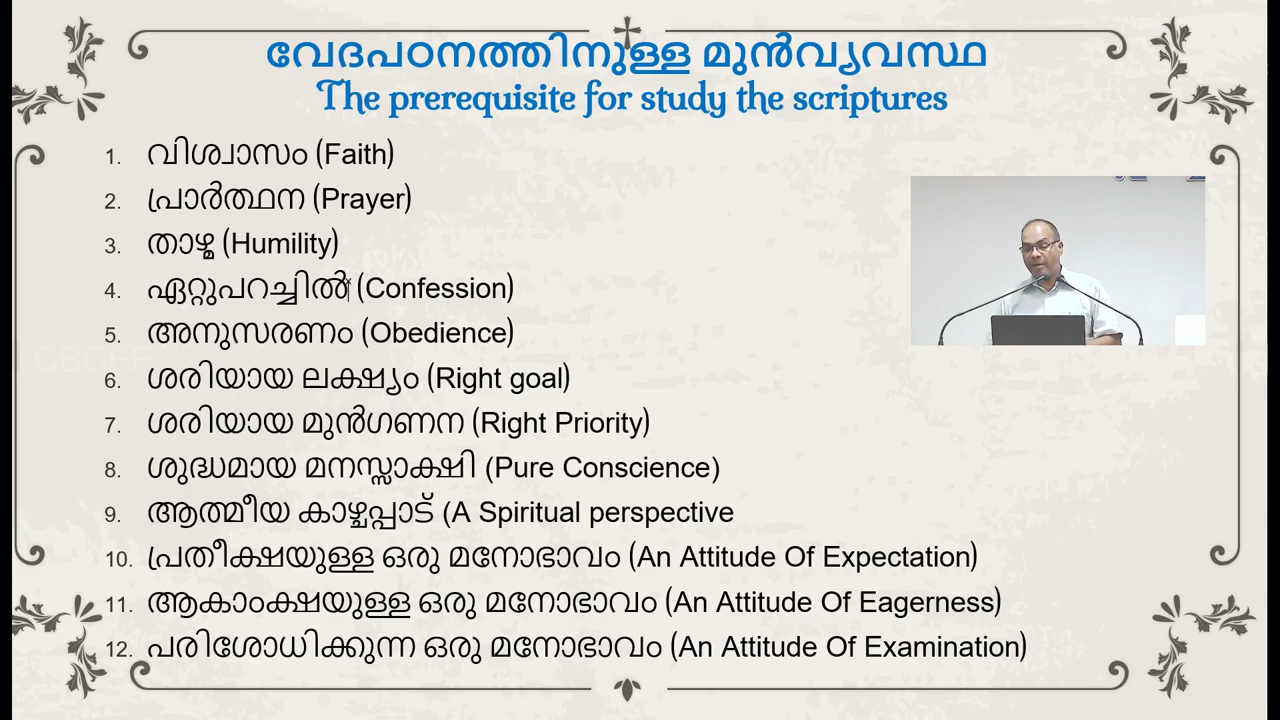 വേദപഠനത്തിനുള്ള മുൻവ്യവസ്ഥ
The prerequisite for study the scriptures
1. വിശ്വാസം (Faith)
2. പ്രാർത്ഥന (Prayer)
3. താഴ്മ (Humility)
4. ഏറ്റുപറച്ചിൽ (Confession)
5. അനുസരണം (Obedience)
6. ശരിയായ ലക്ഷ്യം (Right goal)
7. ശരിയായ മുൻഗണന (Right Priority)
8. ശുദ്ധമായ മനസ്സാക്ഷി (Pure Conscience)
9. ആത്മീയ കാഴ്ചപ്പാട് (A Spiritual perspective
10. പ്രതീക്ഷയുള്ള ഒരു മനോഭാവം (An Attitude Of Expectation)
11. ആകാംക്ഷയുള്ള ഒരു മനോഭാവം (An Attitude Of Eagerness)
12. പരിശോധിക്കുന്ന ഒരു മനോഭാവം (An Attitude Of Examination)